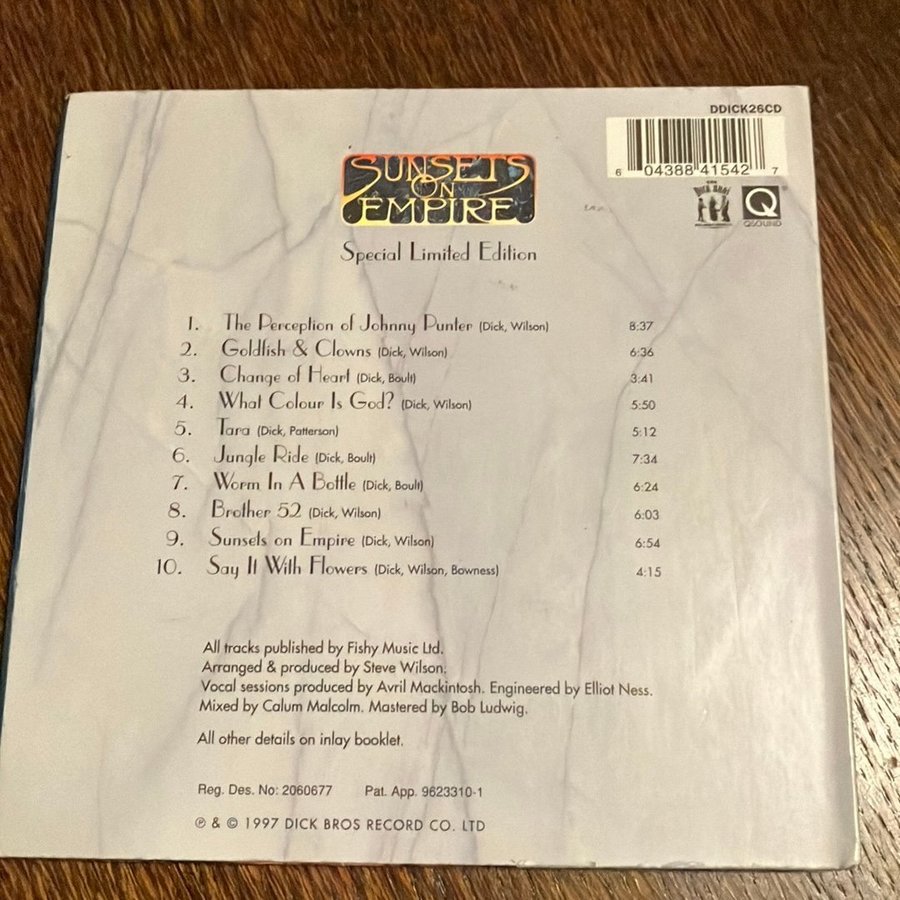 DDICK26CD
6 04388 41542 7
SUNSETS
ON
EMPIRE
QSOUND
Special Limited Edition
1. The Perception of Johnny Punter (Dick, Wilson) 8:37
2. Goldfish & Clowns (Dick, Wilson) 6:36
3. Change of Heart (Dick, Boult) 3:41
4. What Colour Is God? (Dick, Wilson) 5:50
5. Tara (Dick, Patterson) 5:12
6. Jungle Ride (Dick, Boult) 7:34
7. Worm In A Bottle (Dick, Boult) 6:24
8. Brother 52 (Dick, Wilson) 6:03
9. Sunsets on Empire (Dick, Wilson) 6:54
10. Say It With Flowers (Dick, Wilson, Bowness) 4:15
All tracks published by Fishy Music Ltd.
Arranged & produced by Steve Wilson.
Vocal sessions produced by Avril Mackintosh. Engineered by Elliot Ness.
Mixed by Calum Malcolm. Mastered by Bob Ludwig.
All other details on inlay booklet.
Reg. Des. No: 2060677 Pat. App. 9623310-1
℗ & © 1997 DICK BROS RECORD CO. LTD